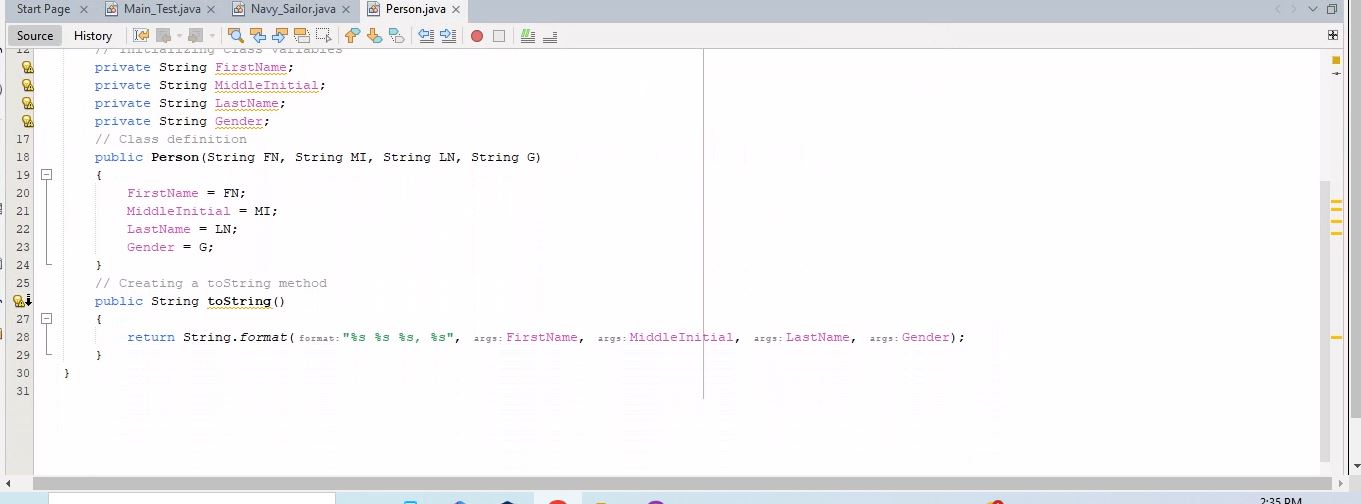 Start Page Main_Test.java Navy_Sailor.java Person.java
Source History
12 // Initializing class variables
private String FirstName;
private String MiddleInitial;
private String LastName;
private String Gender;
17 // Class definition
18 public Person(String FN, String MI, String LN, String G)
19 {
20 FirstName = FN;
21 MiddleInitial = MI;
22 LastName = LN;
23 Gender = G;
24 }
25 // Creating a toString method
public String toString()
27 {
28 return String.format(format:"%s %s %s, %s", args:FirstName, args:MiddleInitial, args:LastName, args:Gender);
29 }
30 }
31
2:35 PM